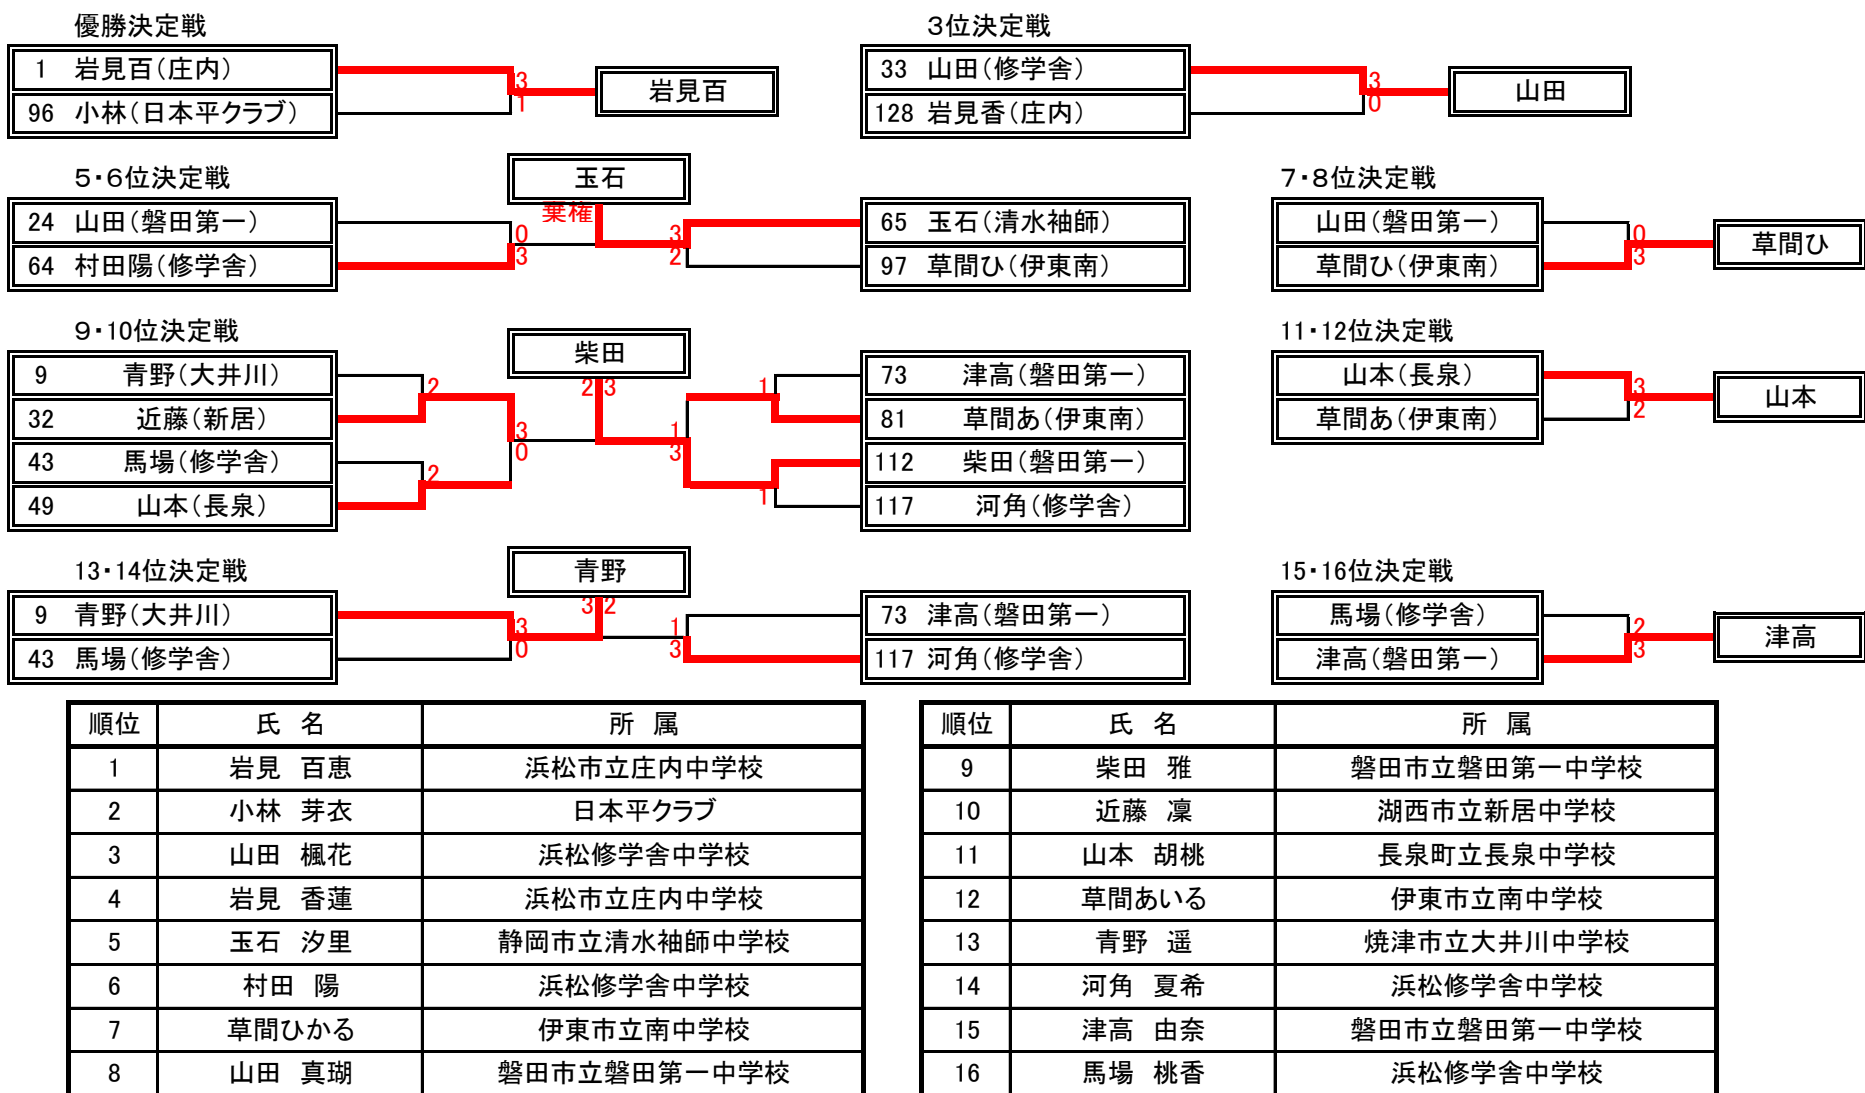 優勝決定戦
3位決定戦
1 岩見百(庄内)
96 小林(日本平クラブ)
3
1
岩見百
33 山田(修学舎)
128 岩見香(庄内)
3
0
山田
5・6位決定戦
玉石
7・8位決定戦
24 山田(磐田第一)
64 村田陽(修学舎)
0
3
棄権
3
2
65 玉石(清水袖師)
97 草間ひ(伊東南)
山田(磐田第一)
草間ひ(伊東南)
0
3
草間ひ
9・10位決定戦
柴田
11・12位決定戦
9 青野(大井川)
32 近藤(新居)
43 馬場(修学舎)
49 山本(長泉)
2
2
3
0
2 3
1
3
1
1
73 津高(磐田第一)
81 草間あ(伊東南)
112 柴田(磐田第一)
117 河角(修学舎)
山本(長泉)
草間あ(伊東南)
3
2
山本
13・14位決定戦
青野
15・16位決定戦
9 青野(大井川)
43 馬場(修学舎)
3
0
3 2
1
3
73 津高(磐田第一)
117 河角(修学舎)
馬場(修学舎)
津高(磐田第一)
2
3
津高
順位 氏 名 所 属
1 岩見 百恵 浜松市立庄内中学校
2 小林 芽衣 日本平クラブ
3 山田 楓花 浜松修学舎中学校
4 岩見 香蓮 浜松市立庄内中学校
5 玉石 汐里 静岡市立清水袖師中学校
6 村田 陽 浜松修学舎中学校
7 草間ひかる 伊東市立南中学校
8 山田 真瑚 磐田市立磐田第一中学校
順位 氏 名 所 属
9 柴田 雅 磐田市立磐田第一中学校
10 近藤 凜 湖西市立新居中学校
11 山本 胡桃 長泉町立長泉中学校
12 草間あいる 伊東市立南中学校
13 青野 遥 焼津市立大井川中学校
14 河角 夏希 浜松修学舎中学校
15 津高 由奈 磐田市立磐田第一中学校
16 馬場 桃香 浜松修学舎中学校